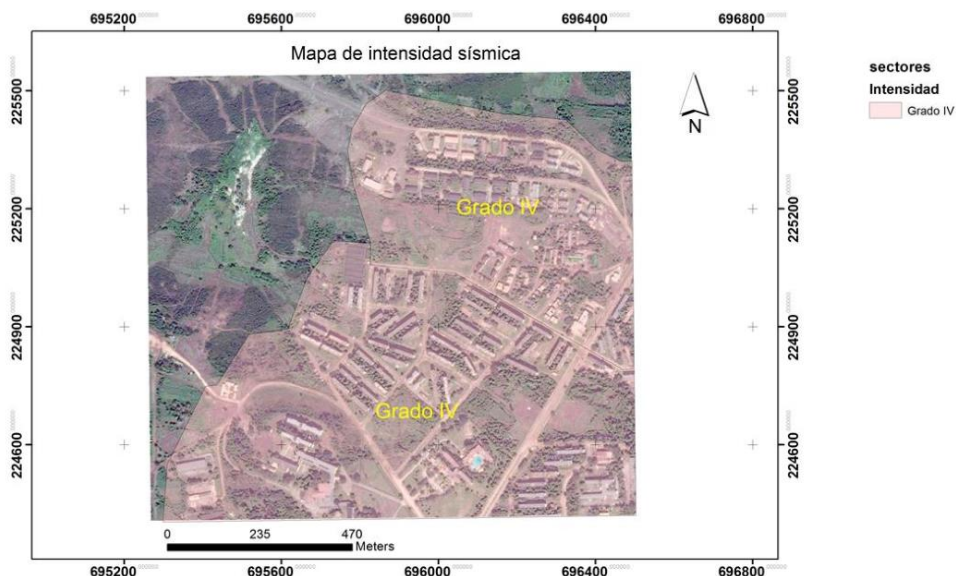 695200 695600 696000 696400 696800
Mapa de intensidad sísmica
sectores
Intensidad
Grado IV
N
225500 225500
225200 225200
224900 224900
224600 224600
Grado IV
Grado IV
0 235 470
Meters
695200 695600 696000 696400 696800